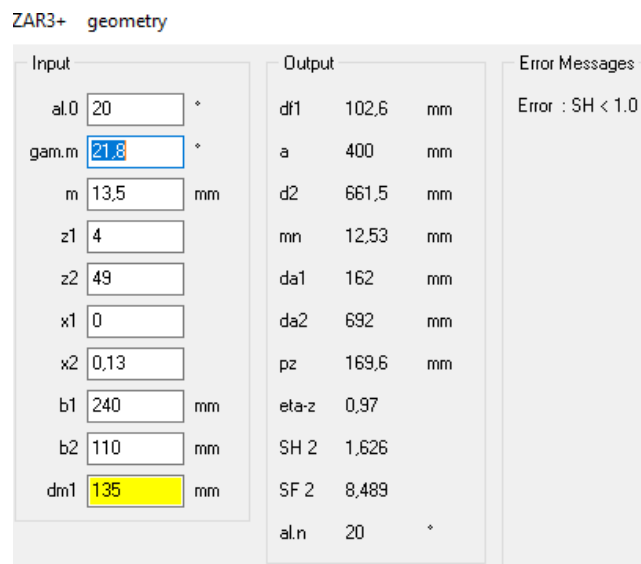 ZAR3+ geometry
Input
al.0 20 °
gam.m 21,8 °
m 13,5 mm
z1 4
z2 49
x1 0
x2 0,13
b1 240 mm
b2 110 mm
dm1 135 mm
Output
df1 102,6 mm
a 400 mm
d2 661,5 mm
mn 12,53 mm
da1 162 mm
da2 692 mm
pz 169,6 mm
eta-z 0,97
SH 2 1,626
SF 2 8,489
al.n 20 °
Error Messages
Error : SH < 1.0